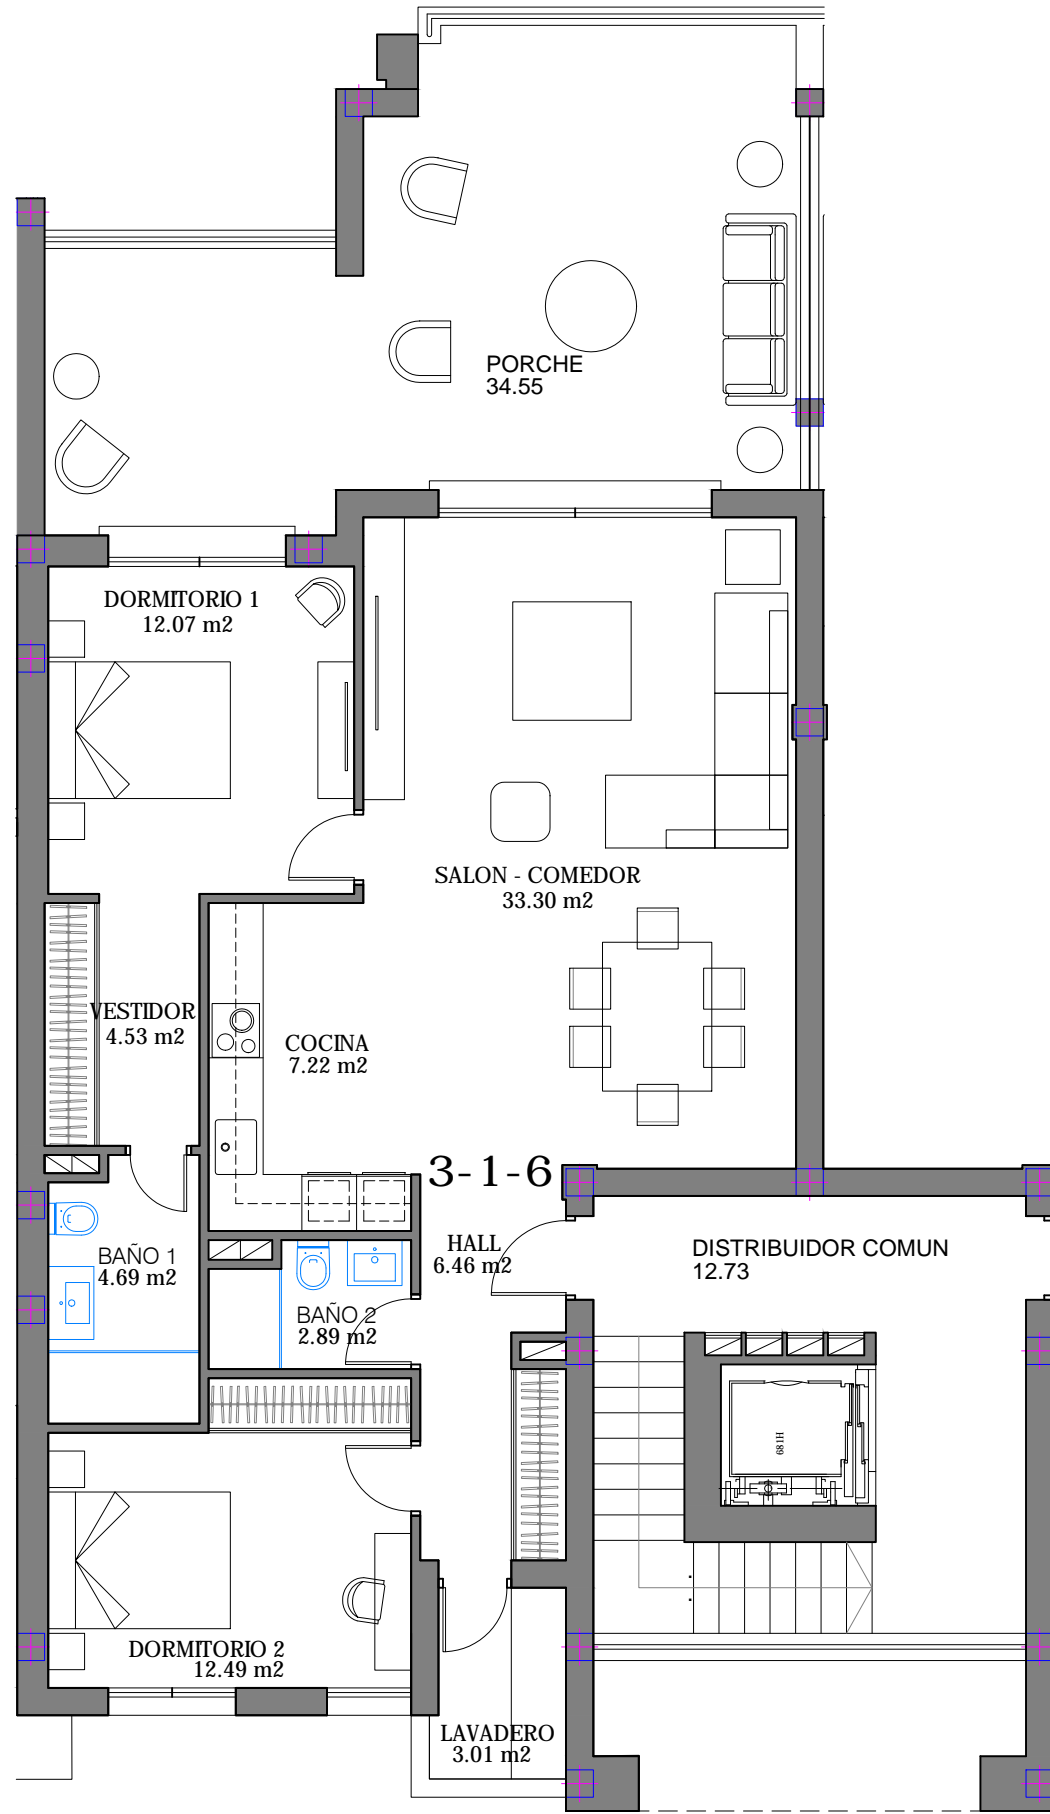 PORCHE
34.55
DORMITORIO 1
12.07 m2
SALON - COMEDOR
33.30 m2
VESTIDOR
4.53 m2
COCINA
7.22 m2
3-1-6
HALL
6.46 m2
DISTRIBUIDOR COMUN
12.73
BAÑO 1
4.69 m2
BAÑO 2
2.89 m2
681H
DORMITORIO 2
12.49 m2
LAVADERO
3.01 m2